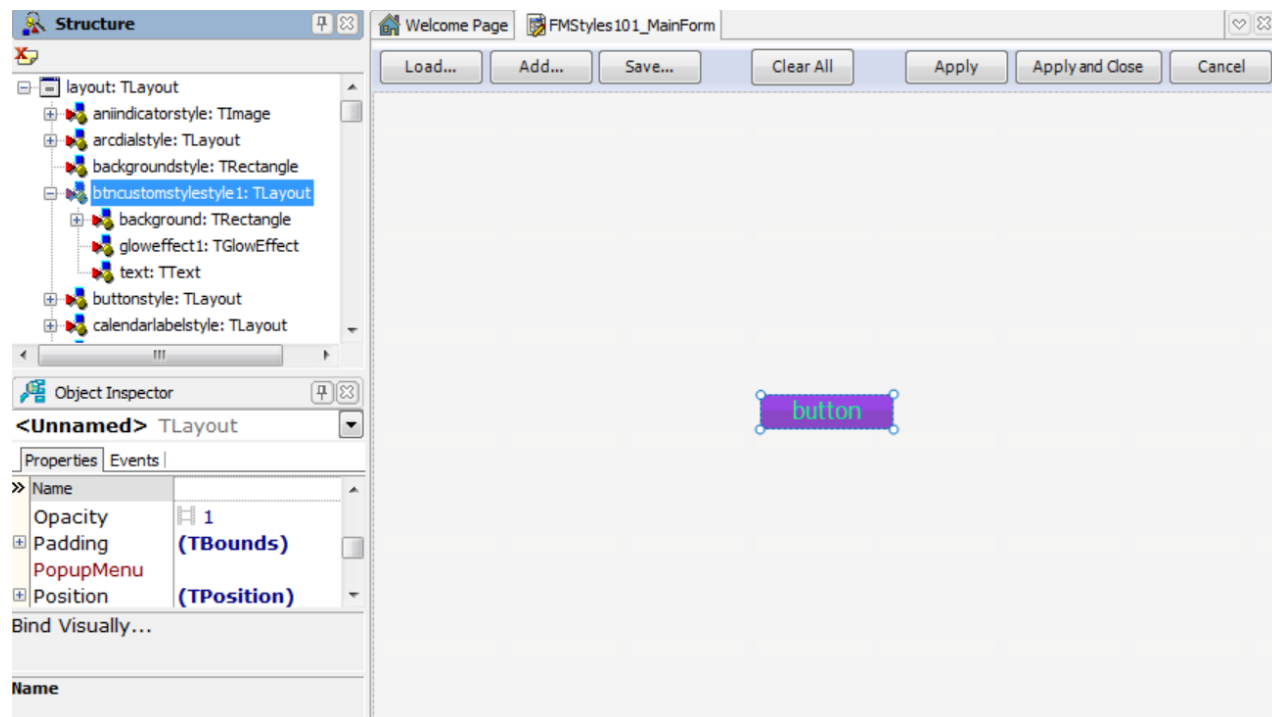 Structure
layout: TLayout
aniindicatorstyle: TImage
arcdialstyle: TLayout
backgroundstyle: TRectangle
btncustomstylestyle1: TLayout
background: TRectangle
gloweffect1: TGlowEffect
text: TText
buttonstyle: TLayout
calendarlabelstyle: TLayout
Object Inspector
<Unnamed> TLayout
Properties Events
Name
Opacity 1
Padding (TBounds)
PopupMenu
Position (TPosition)
Bind Visually...
Name
Welcome Page FMStyles101_MainForm
Load... Add... Save... Clear All Apply Apply and Close Cancel
button